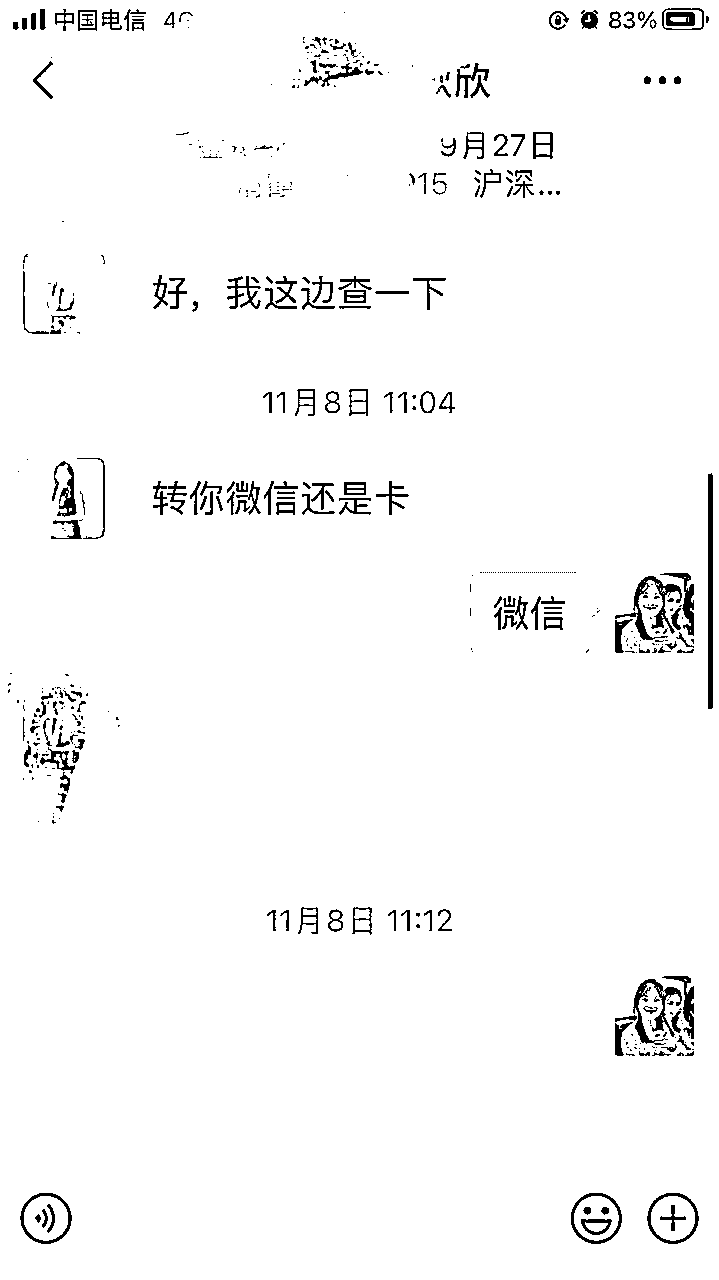 中国电信 4G 83%
欣
9月27日
15 沪深...
好，我这边查一下
11月8日 11:04
转你微信还是卡
微信
11月8日 11:12